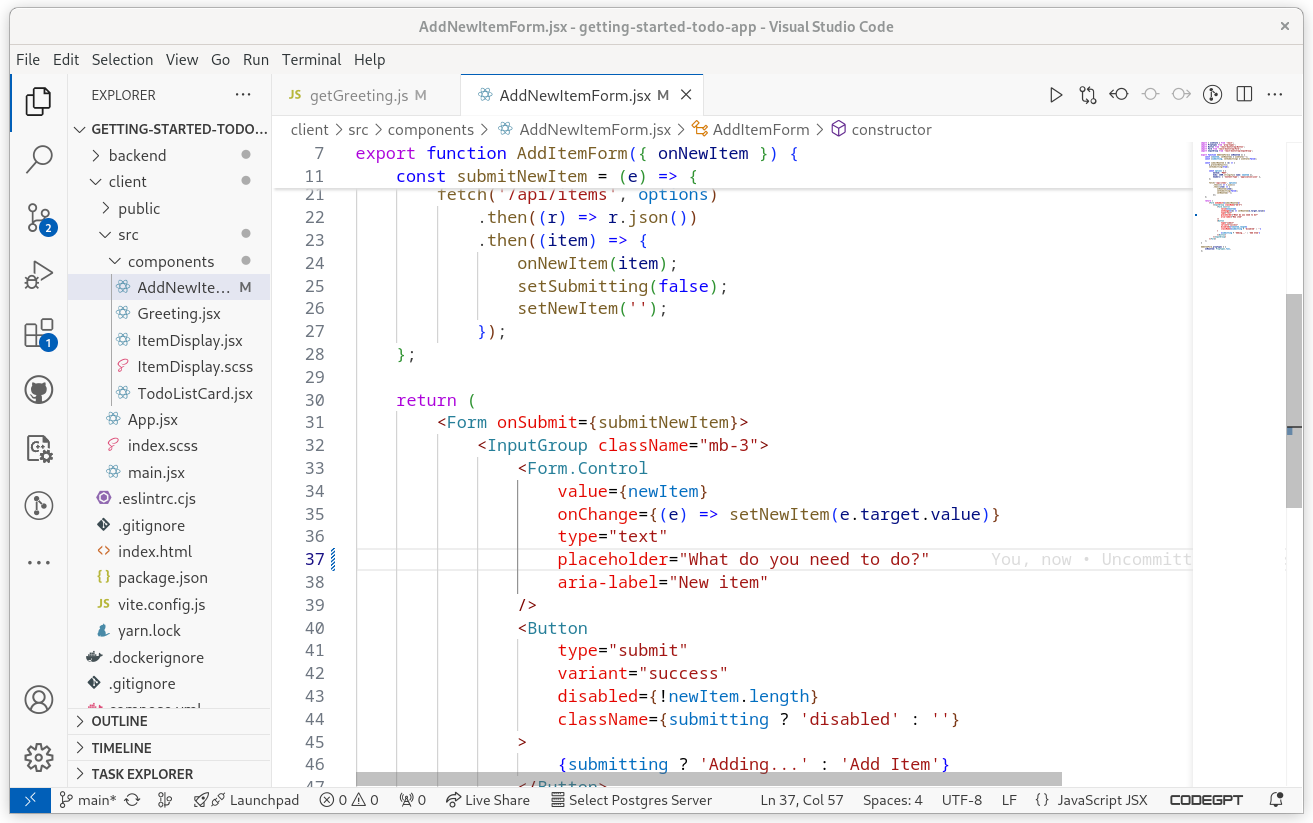 AddNewItemForm.jsx - getting-started-todo-app - Visual Studio Code
File Edit Selection View Go Run Terminal Help
EXPLORER
GETTING-STARTED-TODO...
backend
client
public
src
components
AddNewIte... M
Greeting.jsx
ItemDisplay.jsx
ItemDisplay.scss
TodoListCard.jsx
App.jsx
index.scss
main.jsx
.eslintrc.cjs
.gitignore
index.html
package.json
JS vite.config.js
yarn.lock
.dockerignore
.gitignore
compose.yml
OUTLINE
TIMELINE
TASK EXPLORER
2
1
JS getGreeting.js M
AddNewItemForm.jsx M
client > src > components > AddNewItemForm.jsx > AddItemForm > constructor
7 export function AddItemForm({ onNewItem }) {
11 const submitNewItem = (e) => {
21 fetch('/api/items', options)
22 .then((r) => r.json())
23 .then((item) => {
24 onNewItem(item);
25 setSubmitting(false);
26 setNewItem('');
27 });
28 };
29
30 return (
31 <Form onSubmit={submitNewItem}>
32 <InputGroup className="mb-3">
33 <Form.Control
34 value={newItem}
35 onChange={(e) => setNewItem(e.target.value)}
36 type="text"
37 placeholder="What do you need to do?" You, now • Uncommitt
38 aria-label="New item"
39 />
40 <Button
41 type="submit"
42 variant="success"
43 disabled={!newItem.length}
44 className={submitting ? 'disabled' : ''}
45 >
46 {submitting ? 'Adding...' : 'Add Item'}
47 </Button>
main* Launchpad 0 0 0 Live Share Select Postgres Server Ln 37, Col 57 Spaces: 4 UTF-8 LF {} JavaScript JSX CODEGPT